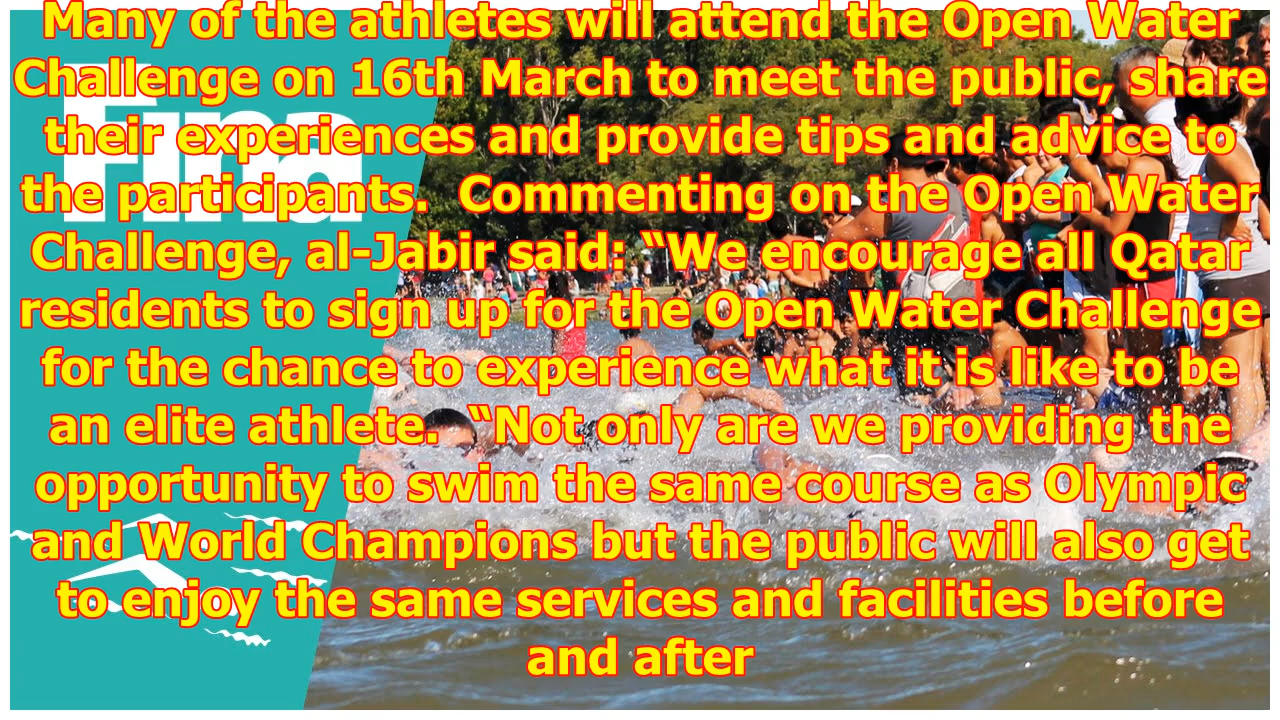 Many of the athletes will attend the Open Water
Challenge on 16th March to meet the public, share
their experiences and provide tips and advice to
the participants.  Commenting on the Open Water
Challenge, al-Jabir said: “We encourage all Qatar
residents to sign up for the Open Water Challenge
for the chance to experience what it is like to be
an elite athlete.  “Not only are we providing the
opportunity to swim the same course as Olympic
and World Champions but the public will also get
to enjoy the same services and facilities before
and after
Fina